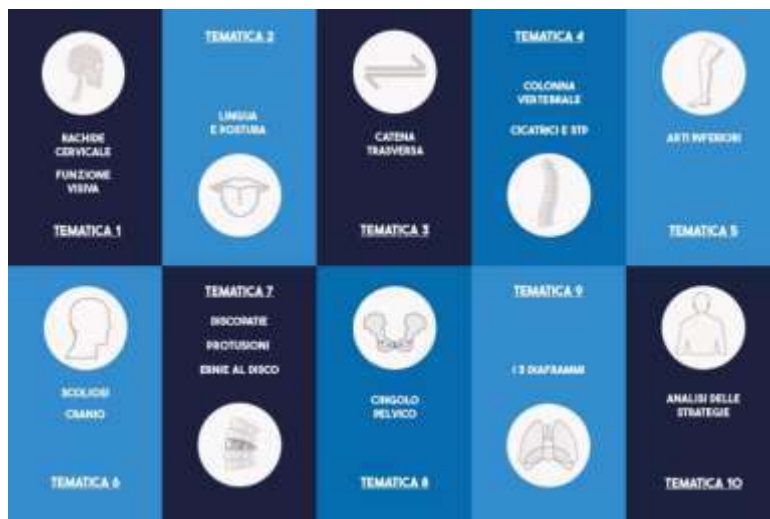 RACHIDE
CERVICALE
FUNZIONE
VISIVA
TEMATICA 1
TEMATICA 2
LINGUA
E POSTURA
CATENA
TRASVERSA
TEMATICA 3
TEMATICA 4
COLONNA
VERTEBRALE
CICATRICI E STP
ARTI INFERIORI
TEMATICA 5
SCOLIOSI
CRANIO
TEMATICA 6
TEMATICA 7
DISCOPATIE
PROTUSIONI
ERNIE AL DISCO
CINGOLO
PELVICO
TEMATICA 8
TEMATICA 9
I 3 DIAFRAMMI
ANALISI DELLE
STRATEGIE
TEMATICA 10